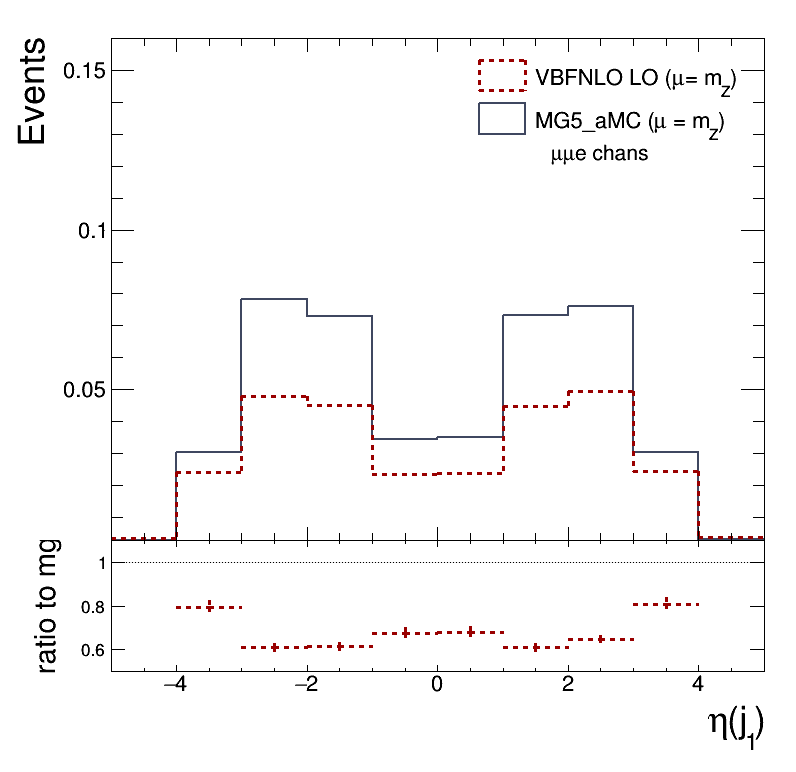 Events
0.15
0.1
0.05
VBFNLO LO (μ= m_Z)
MG5_aMC (μ = m_Z)
μμe chans
ratio to mg
1
0.8
0.6
−4 −2 0 2 4
η(j_1)